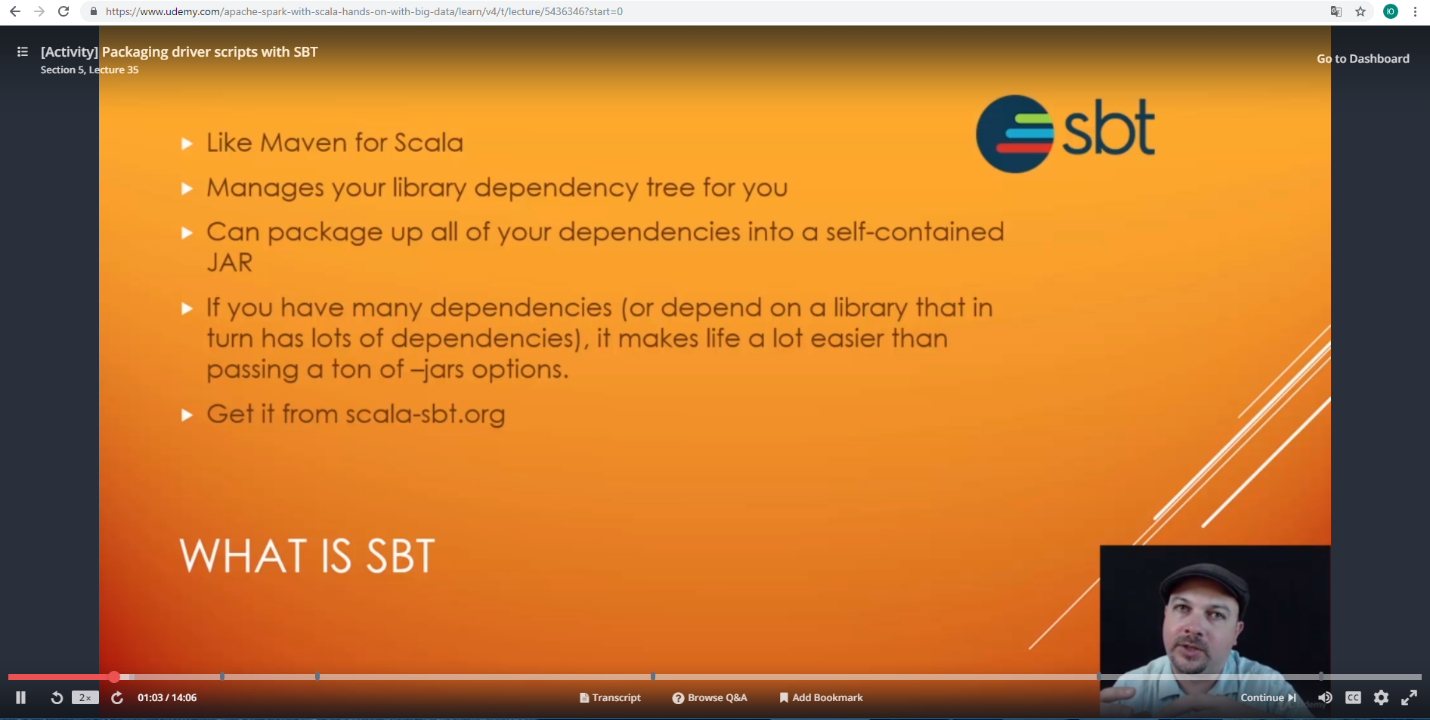 https://www.udemy.com/apache-spark-with-scala-hands-on-with-big-data/learn/v4/t/lecture/5436346?start=0
Ю
[Activity] Packaging driver scripts with SBT
Section 5, Lecture 35
Go to Dashboard
sbt
Like Maven for Scala
Manages your library dependency tree for you
Can package up all of your dependencies into a self-contained
JAR
If you have many dependencies (or depend on a library that in
turn has lots of dependencies), it makes life a lot easier than
passing a ton of –jars options.
Get it from scala-sbt.org
WHAT IS SBT
2x
01:03 / 14:06
Transcript
Browse Q&A
Add Bookmark
Continue
CC